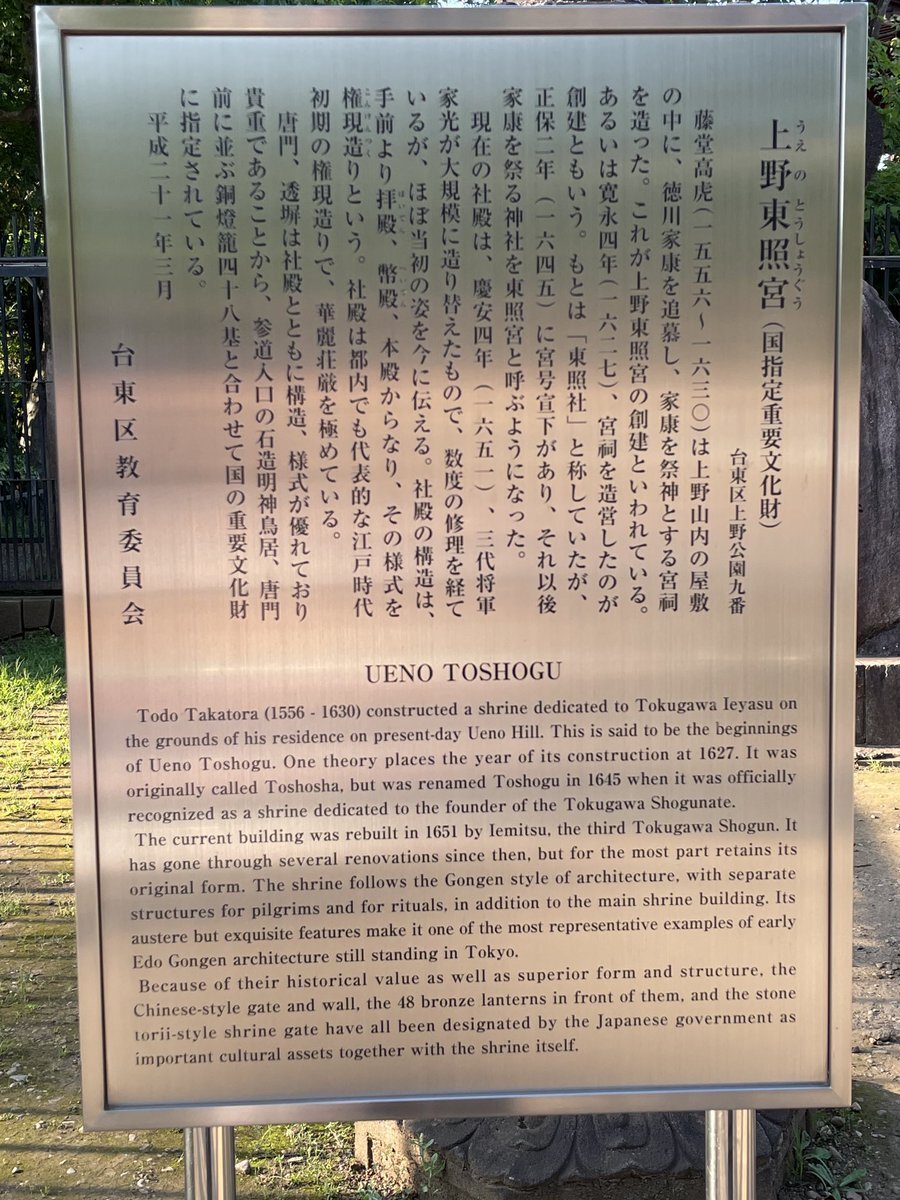 上野東照宮（国指定重要文化財）
うえの とうしょうぐう
台東区上野公園九番
藤堂高虎（一五五六～一六三〇）は上野山内の屋敷
の中に、徳川家康を追慕し、家康を祭神とする宮祠
を造った。これが上野東照宮の創建といわれている。
あるいは寛永四年（一六二七）、宮祠を造営したのが
創建ともいう。もとは「東照社」と称していたが、
正保二年（一六四五）に宮号宣下があり、それ以後
家康を祭る神社を東照宮と呼ぶようになった。
現在の社殿は、慶安四年（一六五一）、三代将軍
家光が大規模に造り替えたもので、数度の修理を経て
いるが、ほぼ当初の姿を今に伝える。社殿の構造は、
手前より拝殿、幣殿、本殿からなり、その様式を
はいでん へいでん
権現造りという。社殿は都内でも代表的な江戸時代
ごんげんづく
初期の権現造りで、華麗荘厳を極めている。
唐門、透塀は社殿とともに構造、様式が優れており
貴重であることから、参道入口の石造明神鳥居、唐門
前に並ぶ銅燈籠四十八基と合わせて国の重要文化財
に指定されている。
平成二十一年三月
台東区教育委員会
UENO TOSHOGU
Todo Takatora (1556 - 1630) constructed a shrine dedicated to Tokugawa Ieyasu on
the grounds of his residence on present-day Ueno Hill. This is said to be the beginnings
of Ueno Toshogu. One theory places the year of its construction at 1627. It was
originally called Toshosha, but was renamed Toshogu in 1645 when it was officially
recognized as a shrine dedicated to the founder of the Tokugawa Shogunate.
The current building was rebuilt in 1651 by Iemitsu, the third Tokugawa Shogun. It
has gone through several renovations since then, but for the most part retains its
original form. The shrine follows the Gongen style of architecture, with separate
structures for pilgrims and for rituals, in addition to the main shrine building. Its
austere but exquisite features make it one of the most representative examples of early
Edo Gongen architecture still standing in Tokyo.
Because of their historical value as well as superior form and structure, the
Chinese-style gate and wall, the 48 bronze lanterns in front of them, and the stone
torii-style shrine gate have all been designated by the Japanese government as
important cultural assets together with the shrine itself.